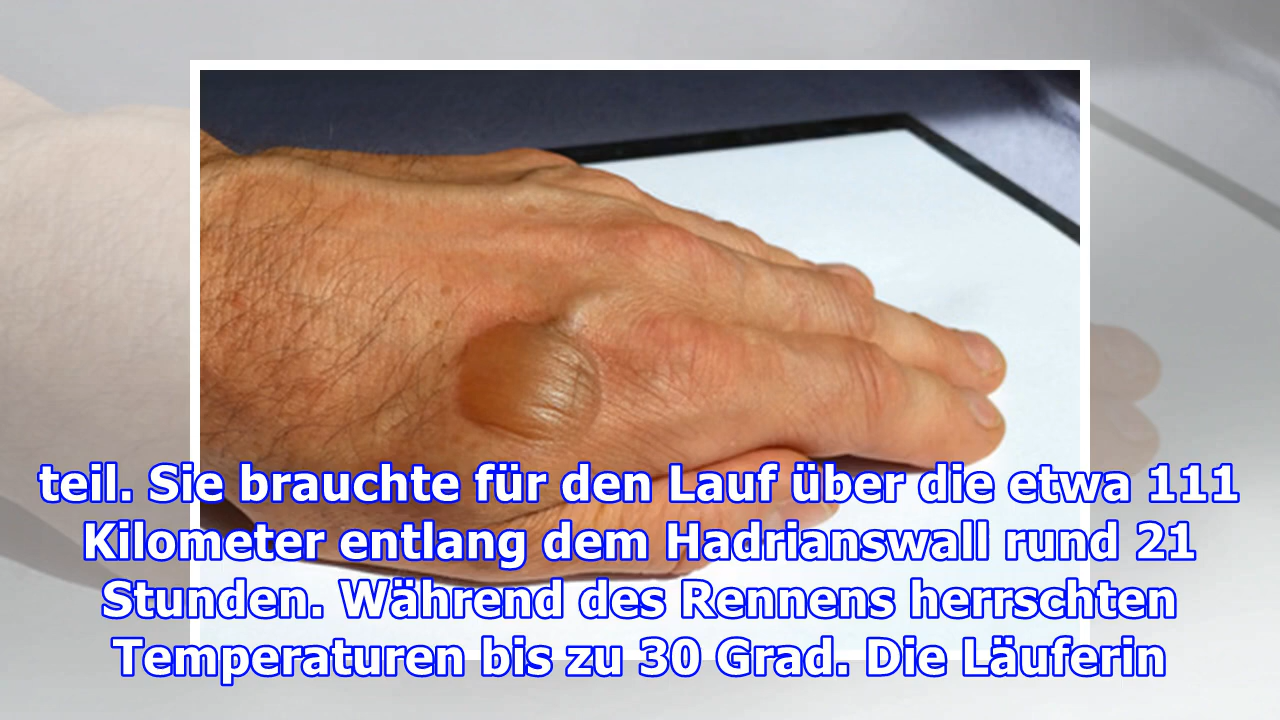 teil. Sie brauchte für den Lauf über die etwa 111
Kilometer entlang dem Hadrianswall rund 21
Stunden. Während des Rennens herrschten
Temperaturen bis zu 30 Grad. Die Läuferin